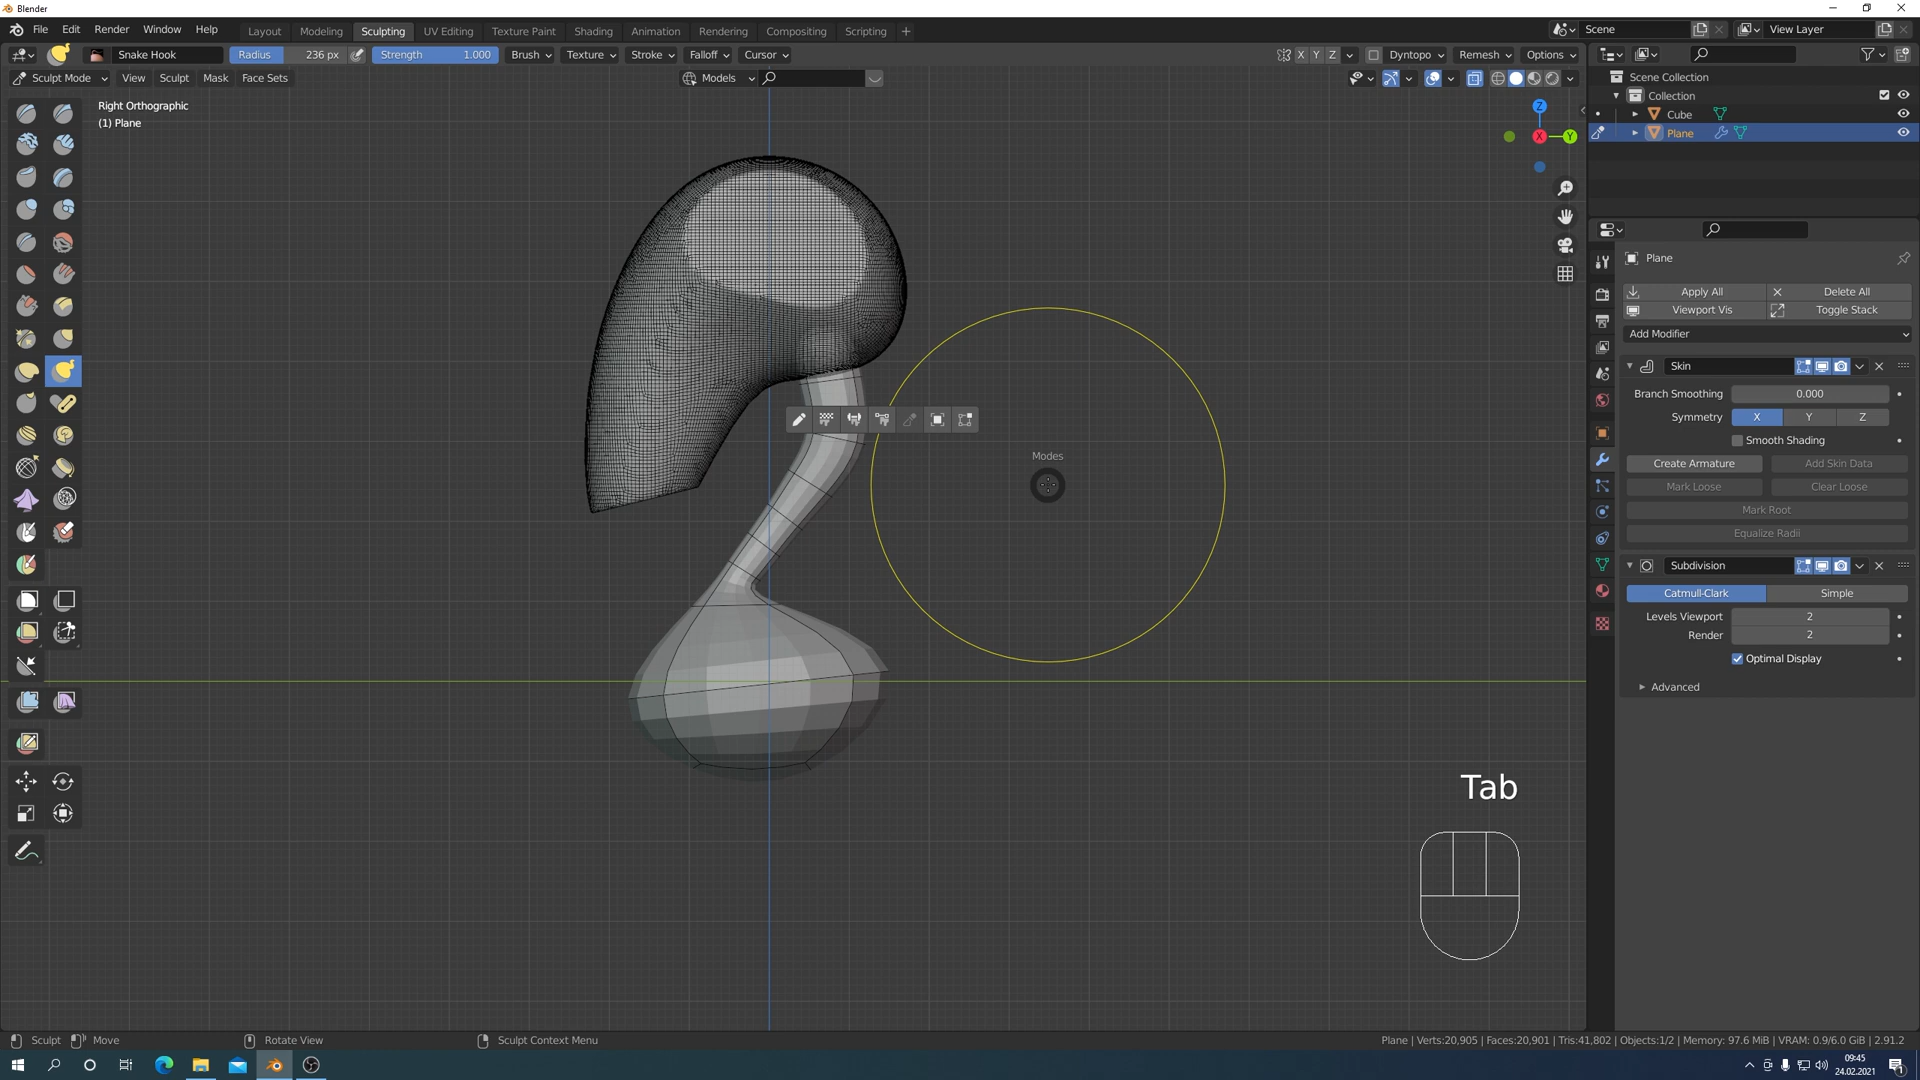 Blender
File Edit Render Window Help
Layout Modeling Sculpting UV Editing Texture Paint Shading Animation Rendering Compositing Scripting +
Scene
View Layer
Snake Hook Radius 236 px Strength 1.000 Brush Texture Stroke Falloff Cursor
X Y Z Dyntopo Remesh Options
Sculpt Mode View Sculpt Mask Face Sets
Models
Right Orthographic
(1) Plane
Z
X
Y
Scene Collection
Collection
Cube
Plane
Plane
Apply All Delete All
Viewport Vis Toggle Stack
Add Modifier
Skin
Branch Smoothing 0.000
Symmetry X Y Z
Smooth Shading
Create Armature Add Skin Data
Mark Loose Clear Loose
Mark Root
Equalize Radii
Subdivision
Catmull-Clark Simple
Levels Viewport 2
Render 2
Optimal Display
Advanced
Modes
Tab
Sculpt Move Rotate View Sculpt Context Menu
Plane | Verts:20,905 | Faces:20,901 | Tris:41,802 | Objects:1/2 | Memory: 97.6 MiB | VRAM: 0.9/6.0 GiB | 2.91.2
09:45
24.02.2021